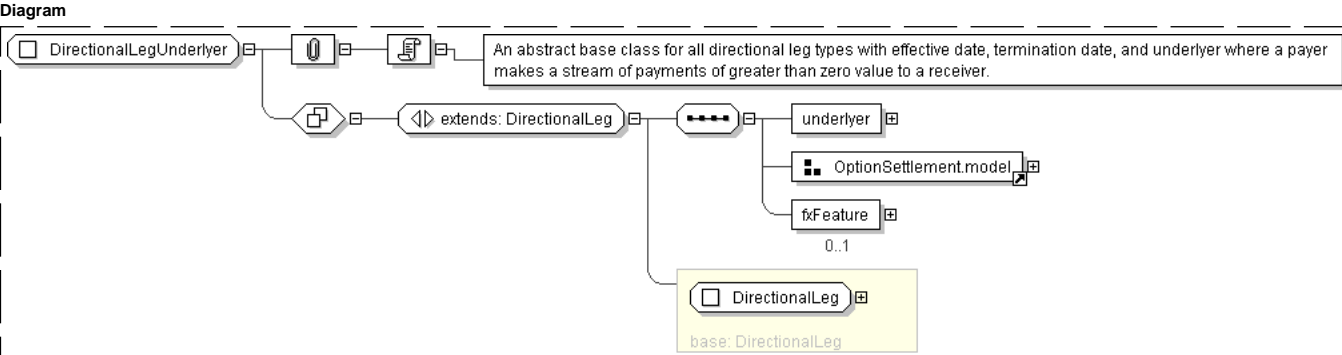 Diagram
DirectionalLegUnderlyer
An abstract base class for all directional leg types with effective date, termination date, and underlyer where a payer
makes a stream of payments of greater than zero value to a receiver.
extends: DirectionalLeg
underlyer
OptionSettlement.model
fxFeature
0..1
DirectionalLeg
base: DirectionalLeg